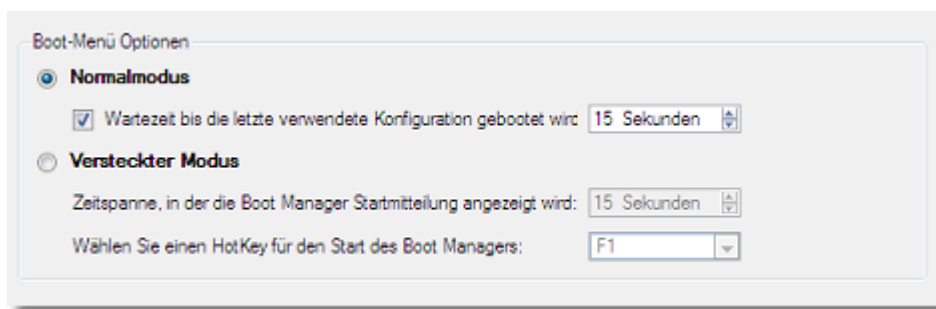 Boot-Menü Optionen
Normalmodus
Wartezeit bis die letzte verwendete Konfiguration gebootet wird 15 Sekunden
Versteckter Modus
Zeitspanne, in der die Boot Manager Startmitteilung angezeigt wird: 15 Sekunden
Wählen Sie einen HotKey für den Start des Boot Managers: F1